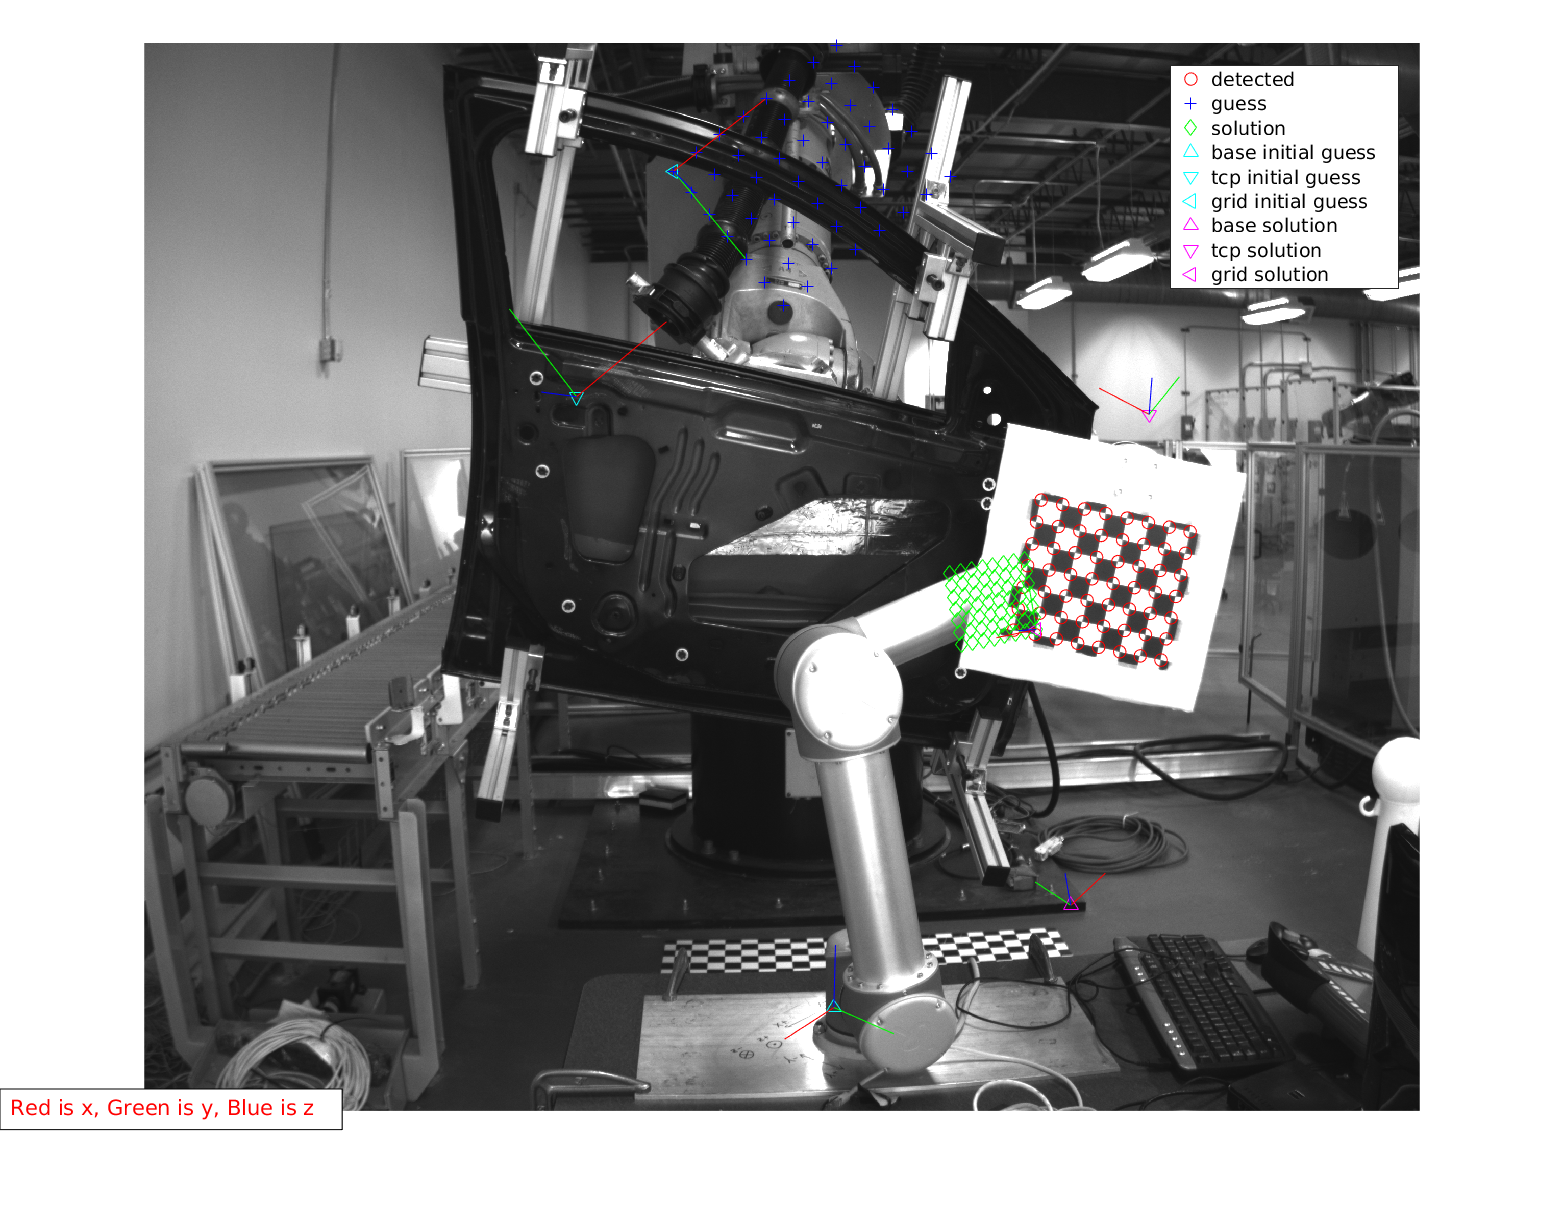 detected
guess
solution
base initial guess
tcp initial guess
grid initial guess
base solution
tcp solution
grid solution
Red is x, Green is y, Blue is z